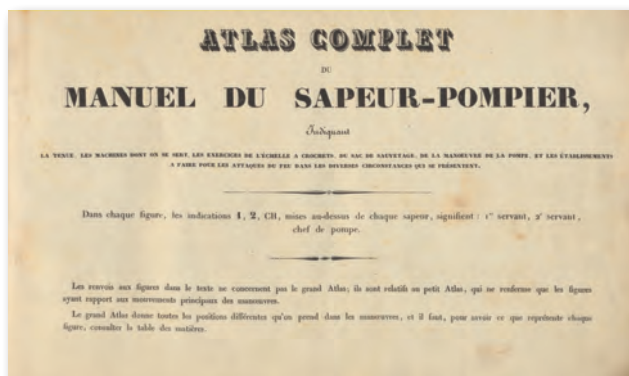 ATLAS COMPLET
DU
MANUEL DU SAPEUR-POMPIER,
Indiquant
LA TENUE, LES MACHINES DONT ON SE SERT, LES EXERCICES DE L'ÉCHELLE A CROCHETS, DU SAC DE SAUVETAGE, DE LA MANŒUVRE DE LA POMPE, ET LES ÉTABLISSEMENTS
A FAIRE POUR LES ATTAQUES DU FEU DANS LES DIVERSES CIRCONSTANCES QUI SE PRÉSENTENT.
Dans chaque figure, les indications 1, 2, CH, mises au-dessus de chaque sapeur, signifient : 1er servant, 2e servant,
chef de pompe.
Les renvois aux figures dans le texte ne concernent pas le grand Atlas; ils sont relatifs au petit Atlas, qui ne renferme que les figures
ayant rapport aux mouvements principaux des manœuvres.
Le grand Atlas donne toutes les positions différentes qu'on prend dans les manœuvres, et il faut, pour savoir ce que représente chaque
figure, consulter la table des matières.